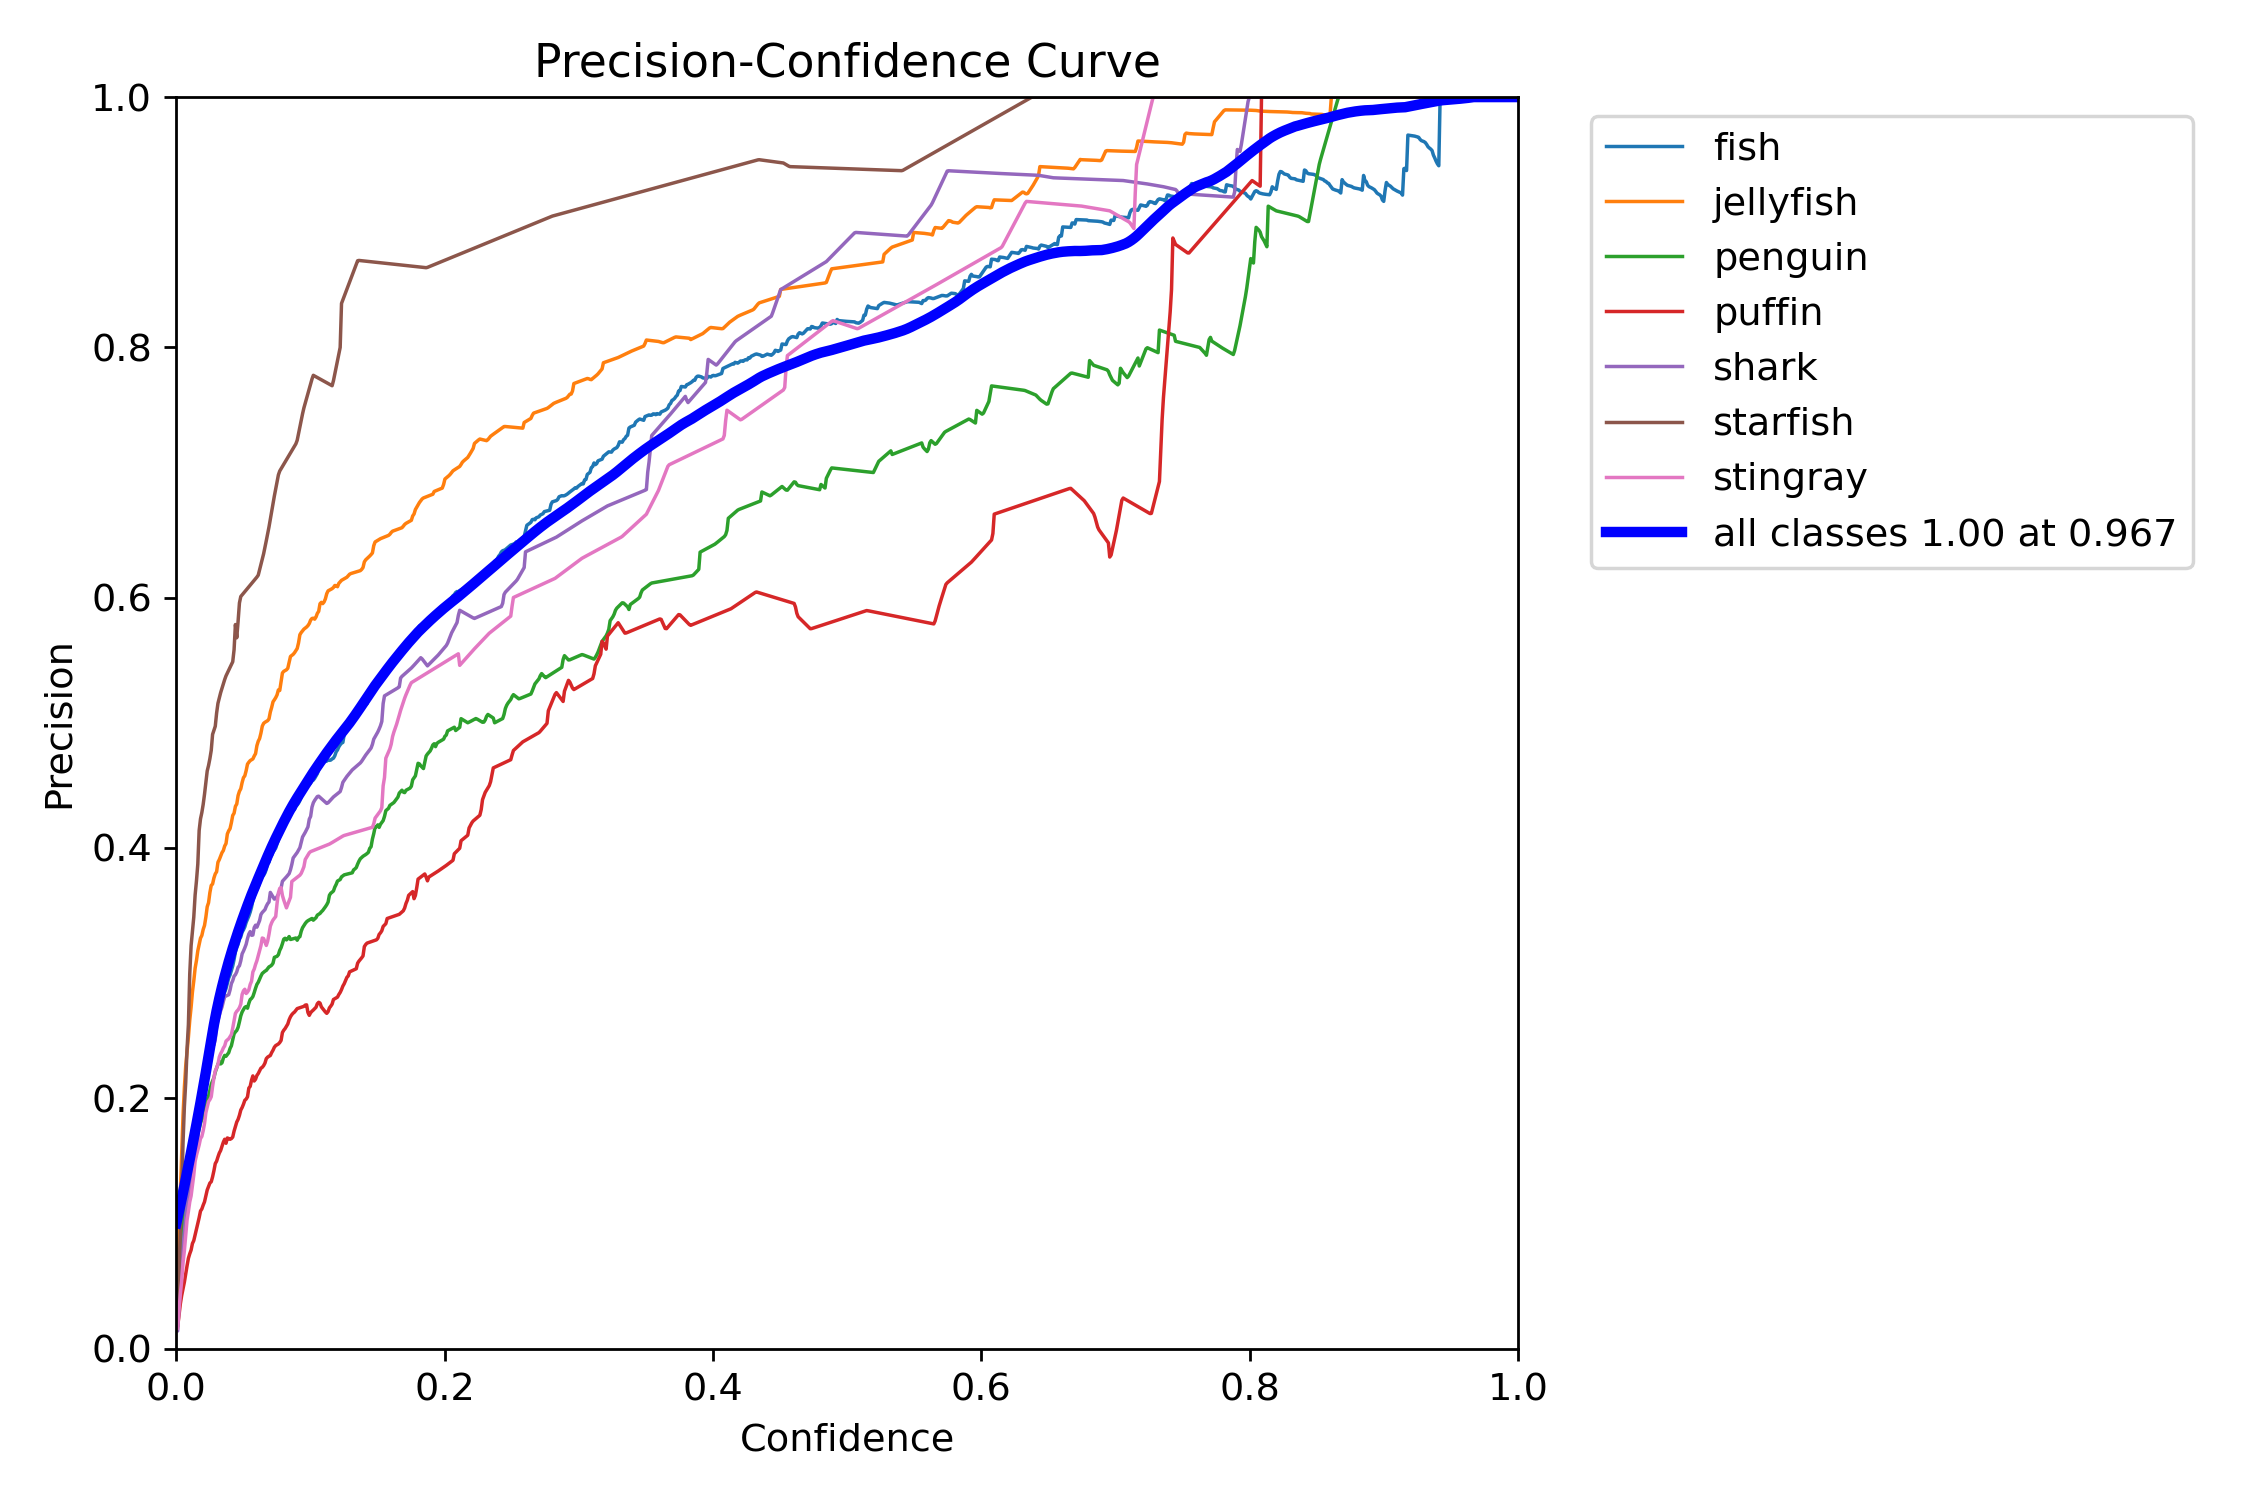 Precision-Confidence Curve
1.0
0.8
0.6
0.4
0.2
0.0
Precision
0.0 0.2 0.4 0.6 0.8 1.0
Confidence
fish
jellyfish
penguin
puffin
shark
starfish
stingray
all classes 1.00 at 0.967